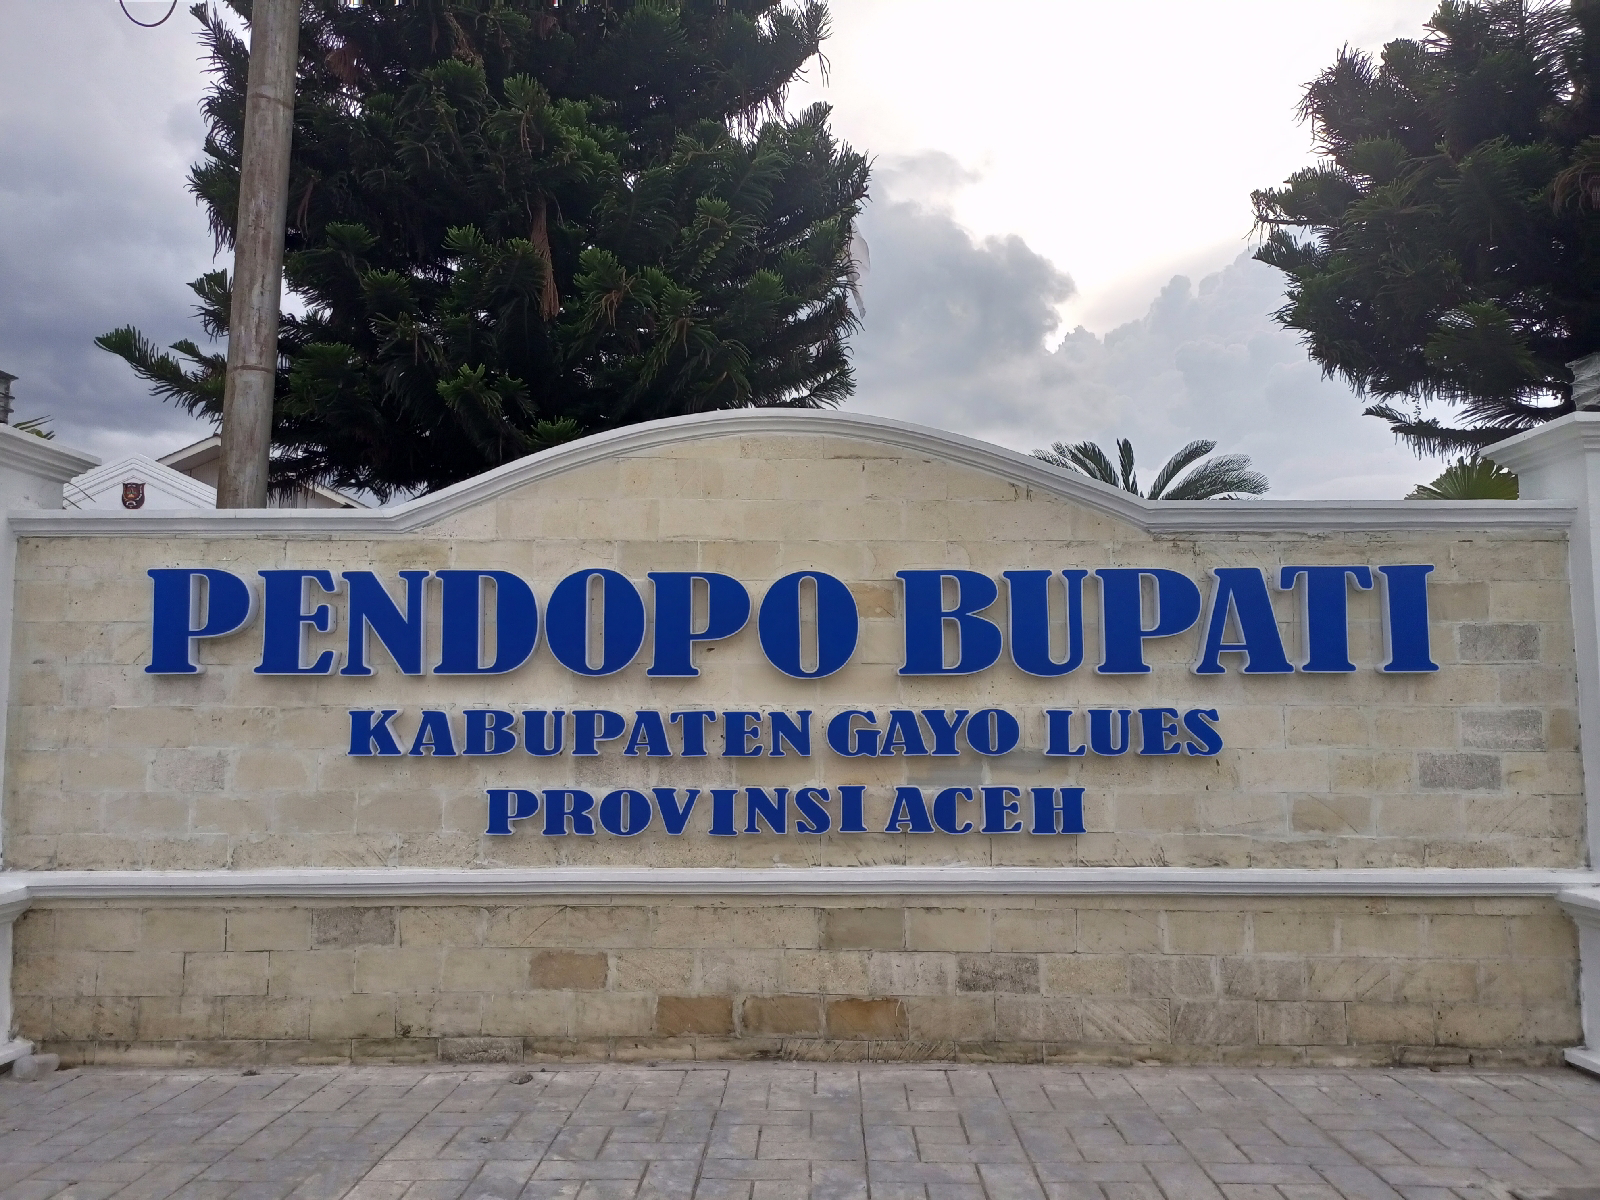 PENDOPO BUPATI
KABUPATEN GAYO LUES
PROVINSI ACEH